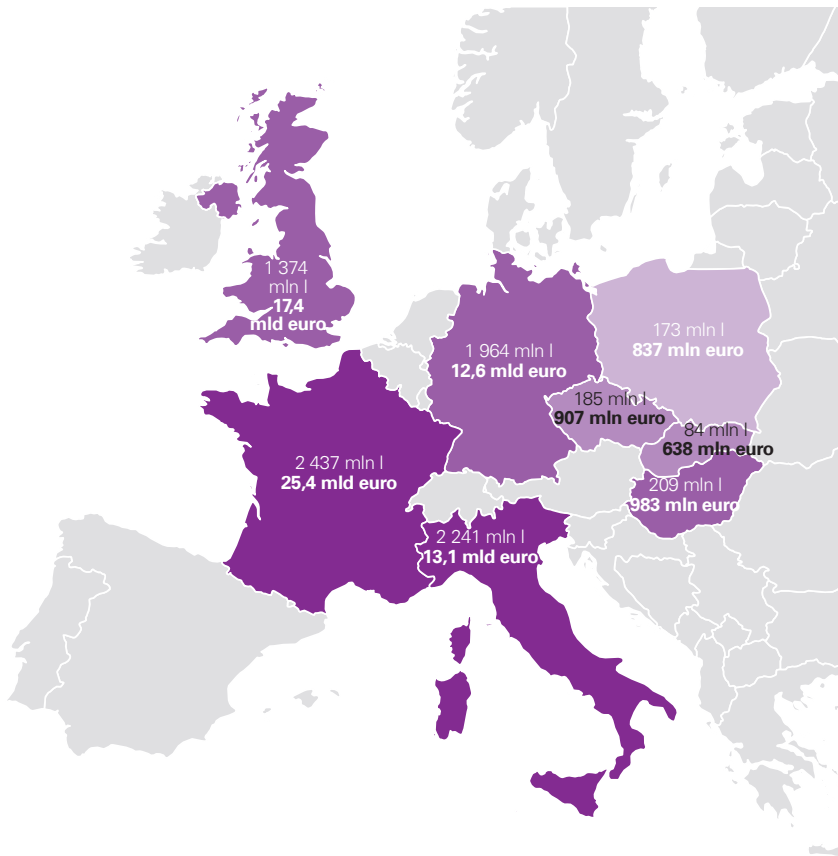 1 374
mln l
17,4
mld euro
1 964 mln l
12,6 mld euro
173 mln l
837 mln euro
185 mln l
907 mln euro
84 mln l
638 mln euro
2 437 mln l
25,4 mld euro
209 mln l
983 mln euro
2 241 mln l
13,1 mld euro